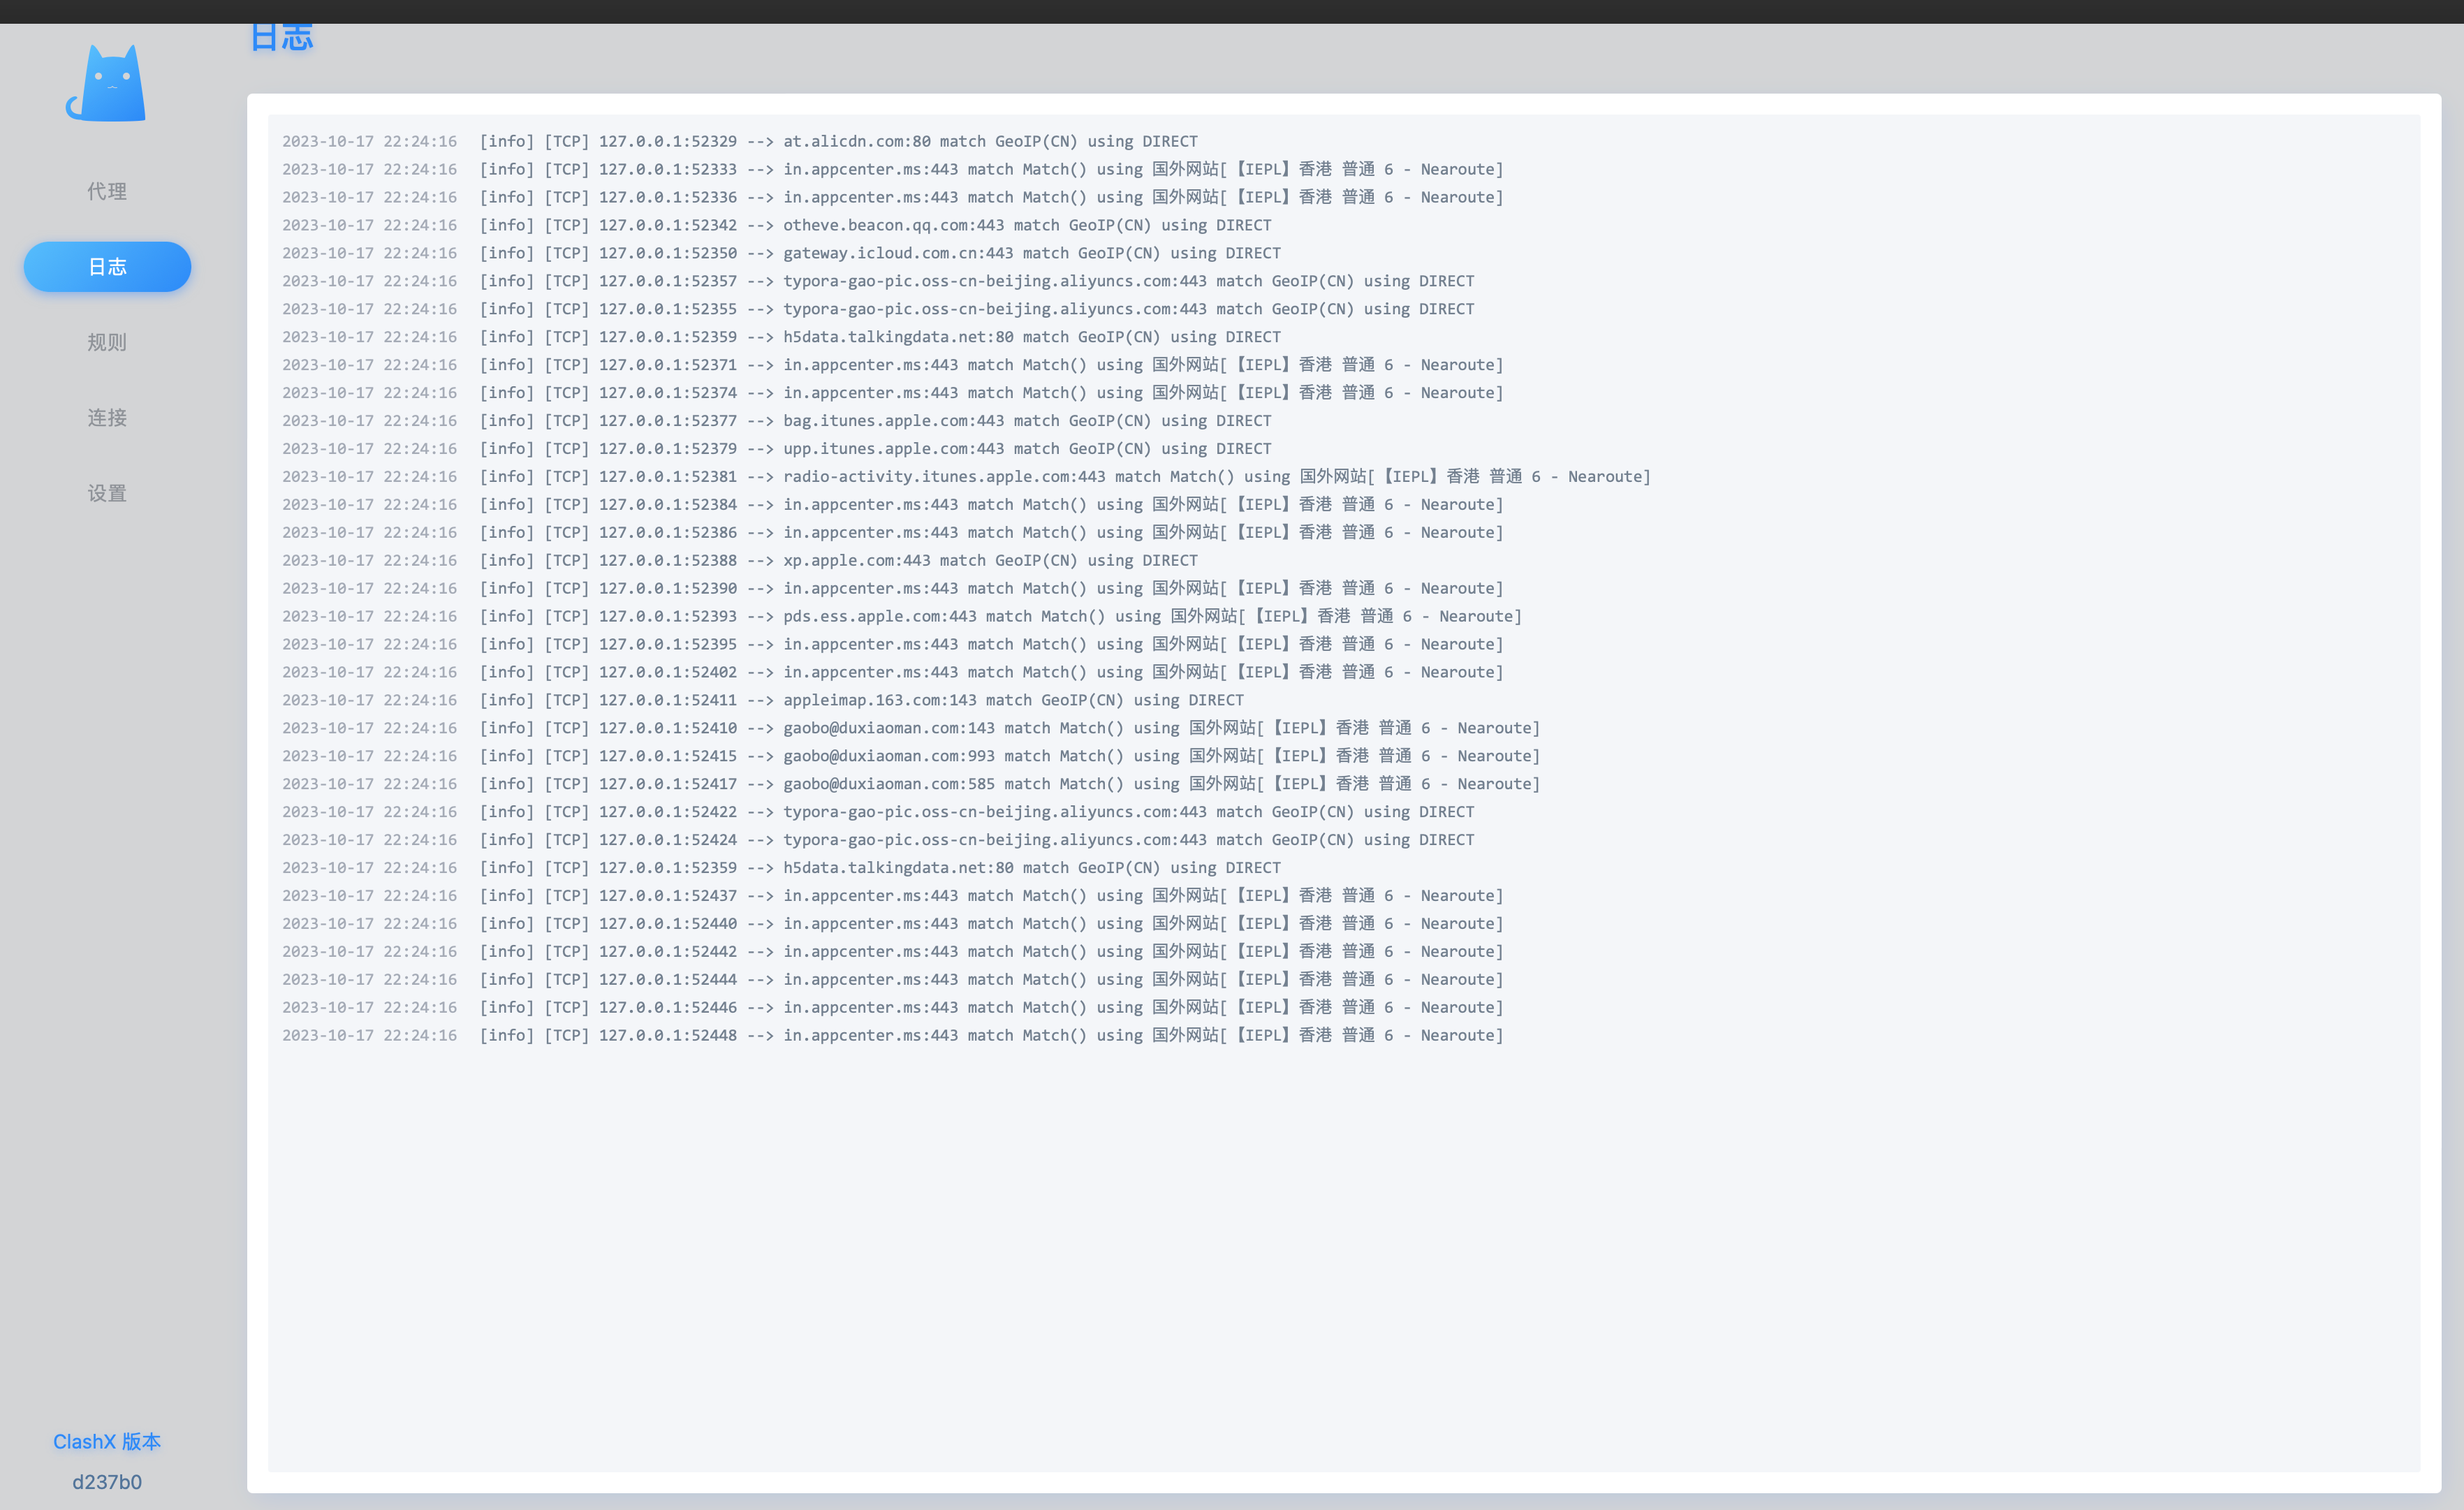 日志
代理
日志
规则
连接
设置
ClashX 版本
d237b0
2023-10-17 22:24:16 [info] [TCP] 127.0.0.1:52329 --> at.alicdn.com:80 match GeoIP(CN) using DIRECT
2023-10-17 22:24:16 [info] [TCP] 127.0.0.1:52333 --> in.appcenter.ms:443 match Match() using 国外网站[【IEPL】香港 普通 6 - Nearoute]
2023-10-17 22:24:16 [info] [TCP] 127.0.0.1:52336 --> in.appcenter.ms:443 match Match() using 国外网站[【IEPL】香港 普通 6 - Nearoute]
2023-10-17 22:24:16 [info] [TCP] 127.0.0.1:52342 --> otheve.beacon.qq.com:443 match GeoIP(CN) using DIRECT
2023-10-17 22:24:16 [info] [TCP] 127.0.0.1:52350 --> gateway.icloud.com.cn:443 match GeoIP(CN) using DIRECT
2023-10-17 22:24:16 [info] [TCP] 127.0.0.1:52357 --> typora-gao-pic.oss-cn-beijing.aliyuncs.com:443 match GeoIP(CN) using DIRECT
2023-10-17 22:24:16 [info] [TCP] 127.0.0.1:52355 --> typora-gao-pic.oss-cn-beijing.aliyuncs.com:443 match GeoIP(CN) using DIRECT
2023-10-17 22:24:16 [info] [TCP] 127.0.0.1:52359 --> h5data.talkingdata.net:80 match GeoIP(CN) using DIRECT
2023-10-17 22:24:16 [info] [TCP] 127.0.0.1:52371 --> in.appcenter.ms:443 match Match() using 国外网站[【IEPL】香港 普通 6 - Nearoute]
2023-10-17 22:24:16 [info] [TCP] 127.0.0.1:52374 --> in.appcenter.ms:443 match Match() using 国外网站[【IEPL】香港 普通 6 - Nearoute]
2023-10-17 22:24:16 [info] [TCP] 127.0.0.1:52377 --> bag.itunes.apple.com:443 match GeoIP(CN) using DIRECT
2023-10-17 22:24:16 [info] [TCP] 127.0.0.1:52379 --> upp.itunes.apple.com:443 match GeoIP(CN) using DIRECT
2023-10-17 22:24:16 [info] [TCP] 127.0.0.1:52381 --> radio-activity.itunes.apple.com:443 match Match() using 国外网站[【IEPL】香港 普通 6 - Nearoute]
2023-10-17 22:24:16 [info] [TCP] 127.0.0.1:52384 --> in.appcenter.ms:443 match Match() using 国外网站[【IEPL】香港 普通 6 - Nearoute]
2023-10-17 22:24:16 [info] [TCP] 127.0.0.1:52386 --> in.appcenter.ms:443 match Match() using 国外网站[【IEPL】香港 普通 6 - Nearoute]
2023-10-17 22:24:16 [info] [TCP] 127.0.0.1:52388 --> xp.apple.com:443 match GeoIP(CN) using DIRECT
2023-10-17 22:24:16 [info] [TCP] 127.0.0.1:52390 --> in.appcenter.ms:443 match Match() using 国外网站[【IEPL】香港 普通 6 - Nearoute]
2023-10-17 22:24:16 [info] [TCP] 127.0.0.1:52393 --> pds.ess.apple.com:443 match Match() using 国外网站[【IEPL】香港 普通 6 - Nearoute]
2023-10-17 22:24:16 [info] [TCP] 127.0.0.1:52395 --> in.appcenter.ms:443 match Match() using 国外网站[【IEPL】香港 普通 6 - Nearoute]
2023-10-17 22:24:16 [info] [TCP] 127.0.0.1:52402 --> in.appcenter.ms:443 match Match() using 国外网站[【IEPL】香港 普通 6 - Nearoute]
2023-10-17 22:24:16 [info] [TCP] 127.0.0.1:52411 --> appleimap.163.com:143 match GeoIP(CN) using DIRECT
2023-10-17 22:24:16 [info] [TCP] 127.0.0.1:52410 --> gaobo@duxiaoman.com:143 match Match() using 国外网站[【IEPL】香港 普通 6 - Nearoute]
2023-10-17 22:24:16 [info] [TCP] 127.0.0.1:52415 --> gaobo@duxiaoman.com:993 match Match() using 国外网站[【IEPL】香港 普通 6 - Nearoute]
2023-10-17 22:24:16 [info] [TCP] 127.0.0.1:52417 --> gaobo@duxiaoman.com:585 match Match() using 国外网站[【IEPL】香港 普通 6 - Nearoute]
2023-10-17 22:24:16 [info] [TCP] 127.0.0.1:52422 --> typora-gao-pic.oss-cn-beijing.aliyuncs.com:443 match GeoIP(CN) using DIRECT
2023-10-17 22:24:16 [info] [TCP] 127.0.0.1:52424 --> typora-gao-pic.oss-cn-beijing.aliyuncs.com:443 match GeoIP(CN) using DIRECT
2023-10-17 22:24:16 [info] [TCP] 127.0.0.1:52359 --> h5data.talkingdata.net:80 match GeoIP(CN) using DIRECT
2023-10-17 22:24:16 [info] [TCP] 127.0.0.1:52437 --> in.appcenter.ms:443 match Match() using 国外网站[【IEPL】香港 普通 6 - Nearoute]
2023-10-17 22:24:16 [info] [TCP] 127.0.0.1:52440 --> in.appcenter.ms:443 match Match() using 国外网站[【IEPL】香港 普通 6 - Nearoute]
2023-10-17 22:24:16 [info] [TCP] 127.0.0.1:52442 --> in.appcenter.ms:443 match Match() using 国外网站[【IEPL】香港 普通 6 - Nearoute]
2023-10-17 22:24:16 [info] [TCP] 127.0.0.1:52444 --> in.appcenter.ms:443 match Match() using 国外网站[【IEPL】香港 普通 6 - Nearoute]
2023-10-17 22:24:16 [info] [TCP] 127.0.0.1:52446 --> in.appcenter.ms:443 match Match() using 国外网站[【IEPL】香港 普通 6 - Nearoute]
2023-10-17 22:24:16 [info] [TCP] 127.0.0.1:52448 --> in.appcenter.ms:443 match Match() using 国外网站[【IEPL】香港 普通 6 - Nearoute]